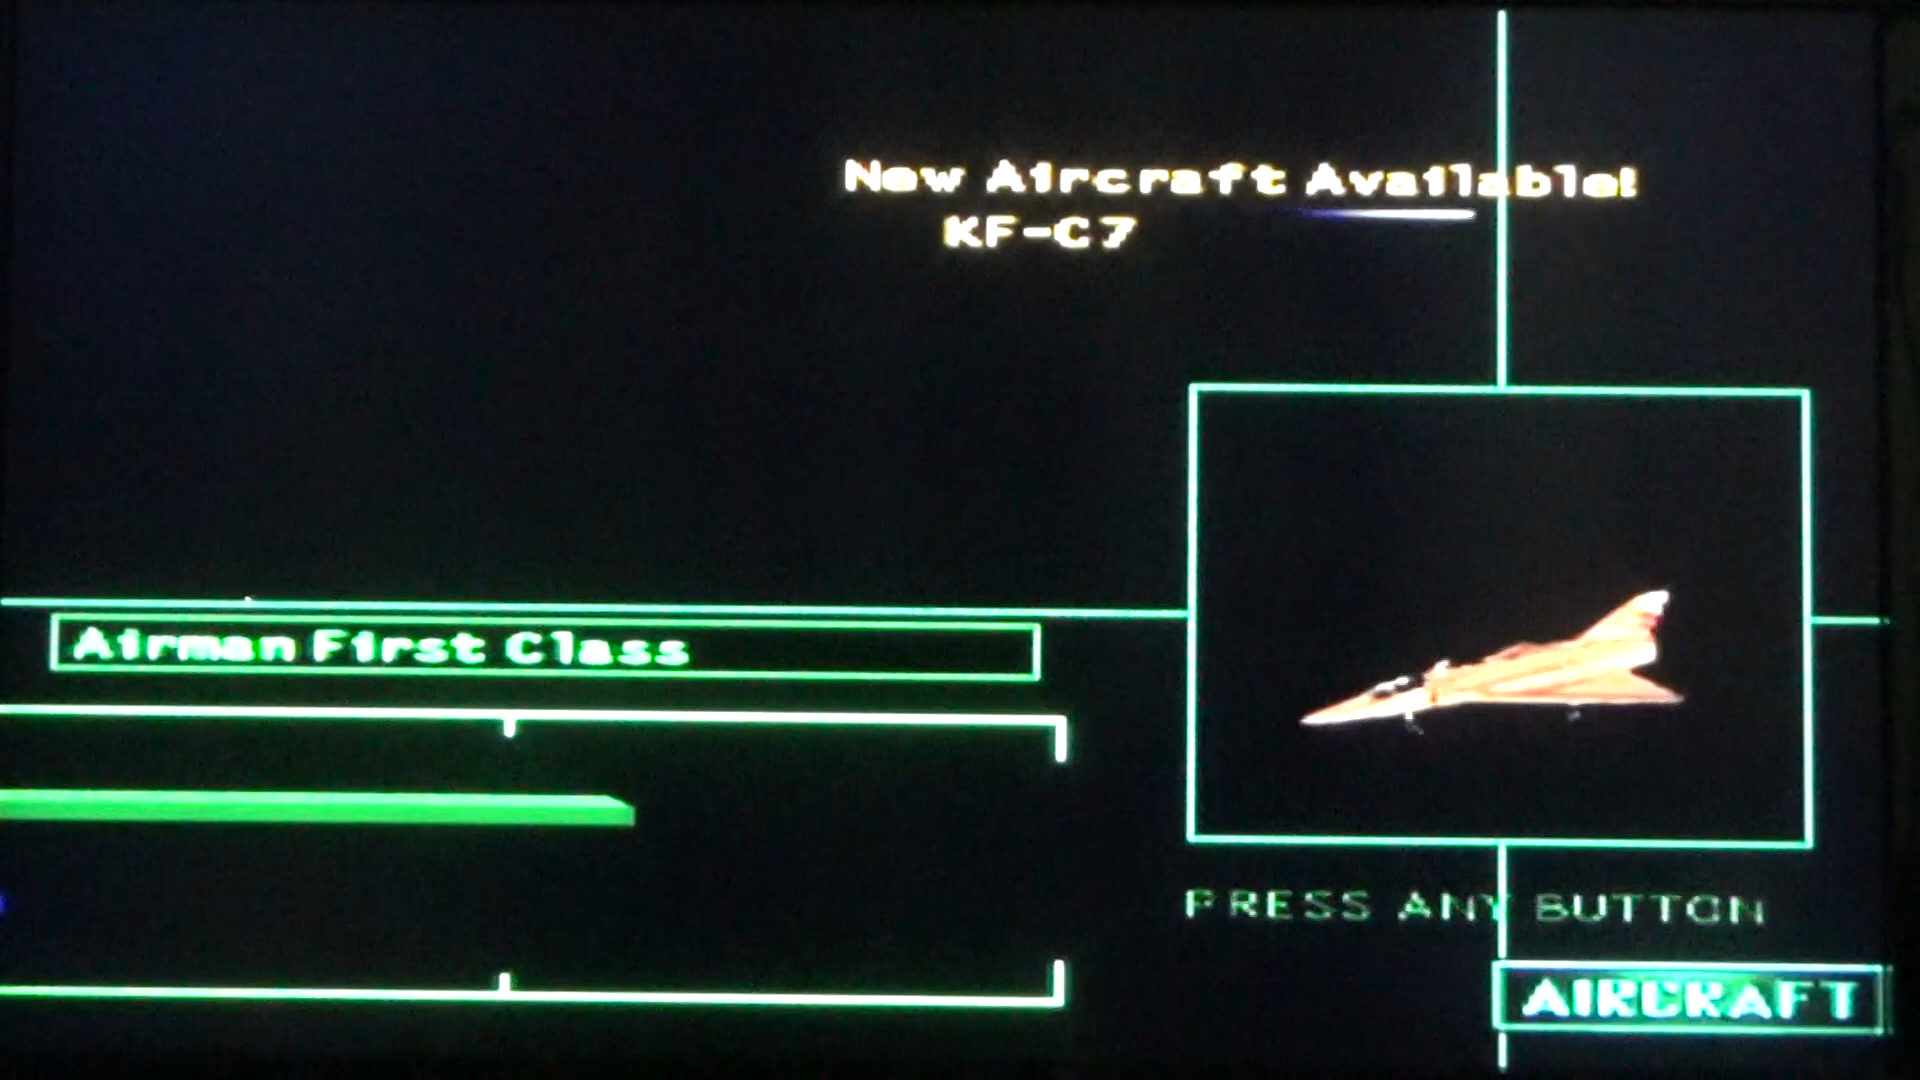 New Aircraft Available!
KF-C7
Airman First Class
PRESS ANY BUTTON
AIRCRAFT